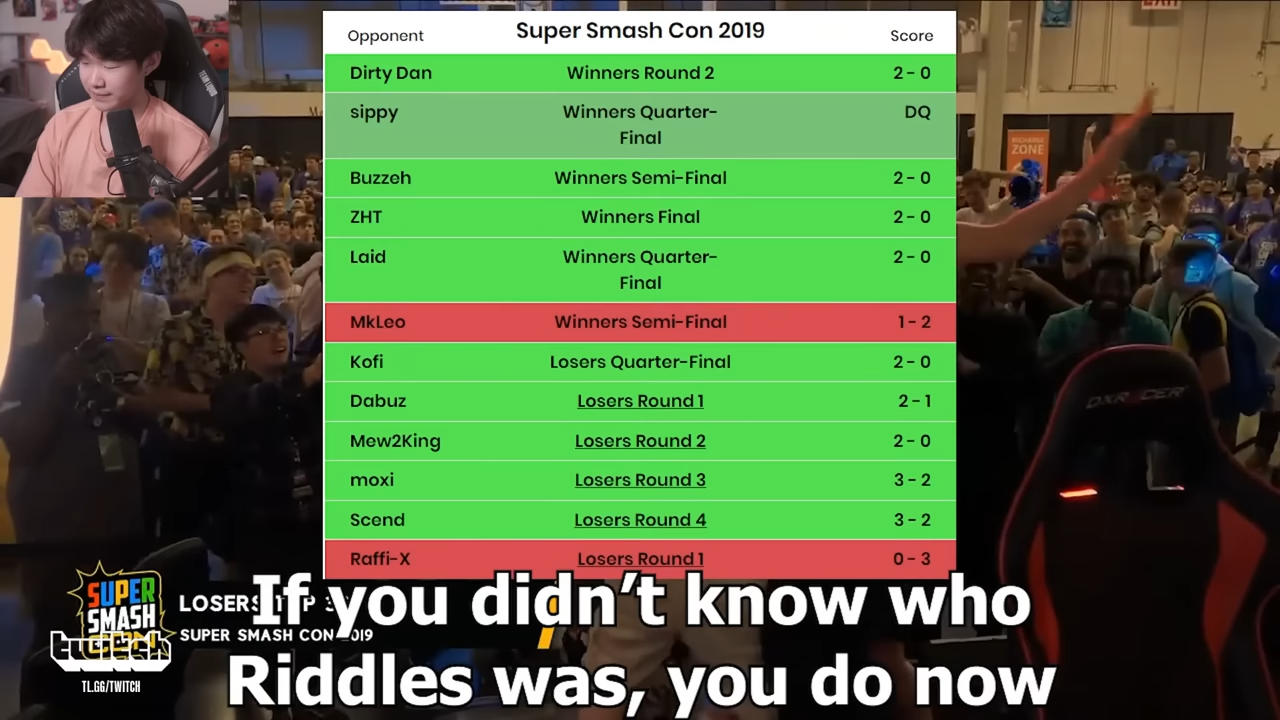 Opponent Super Smash Con 2019 Score
Dirty Dan Winners Round 2 2 - 0
sippy Winners Quarter- DQ
Final
Buzzeh Winners Semi-Final 2 - 0
ZHT Winners Final 2 - 0
Laid Winners Quarter- 2 - 0
Final
MkLeo Winners Semi-Final 1 - 2
Kofi Losers Quarter-Final 2 - 0
Dabuz Losers Round 1 2 - 1
Mew2King Losers Round 2 2 - 0
moxi Losers Round 3 3 - 2
Scend Losers Round 4 3 - 2
Raffi-X Losers Round 1 0 - 3
RECHARGE
ZONE
EXIT
DXRACER
SUPER
SMASH
LOSERS
SUPER SMASH CON 2019
twitch
TL.GG/TWITCH
If you didn't know who
Riddles was, you do now